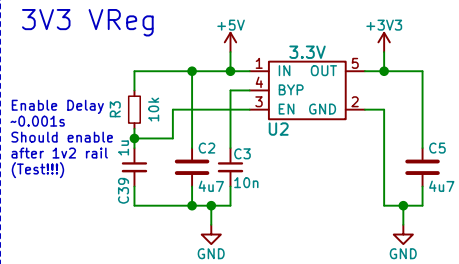 3V3 VReg
+5V
+3V3
3.3V
1 IN OUT 5
4 BYP
3 EN GND 2
U2
R3
10k
Enable Delay
~0.001s
Should enable
after 1v2 rail
(Test!!!)
1u
C39
C2
4u7
C3
10n
C5
4u7
GND
GND